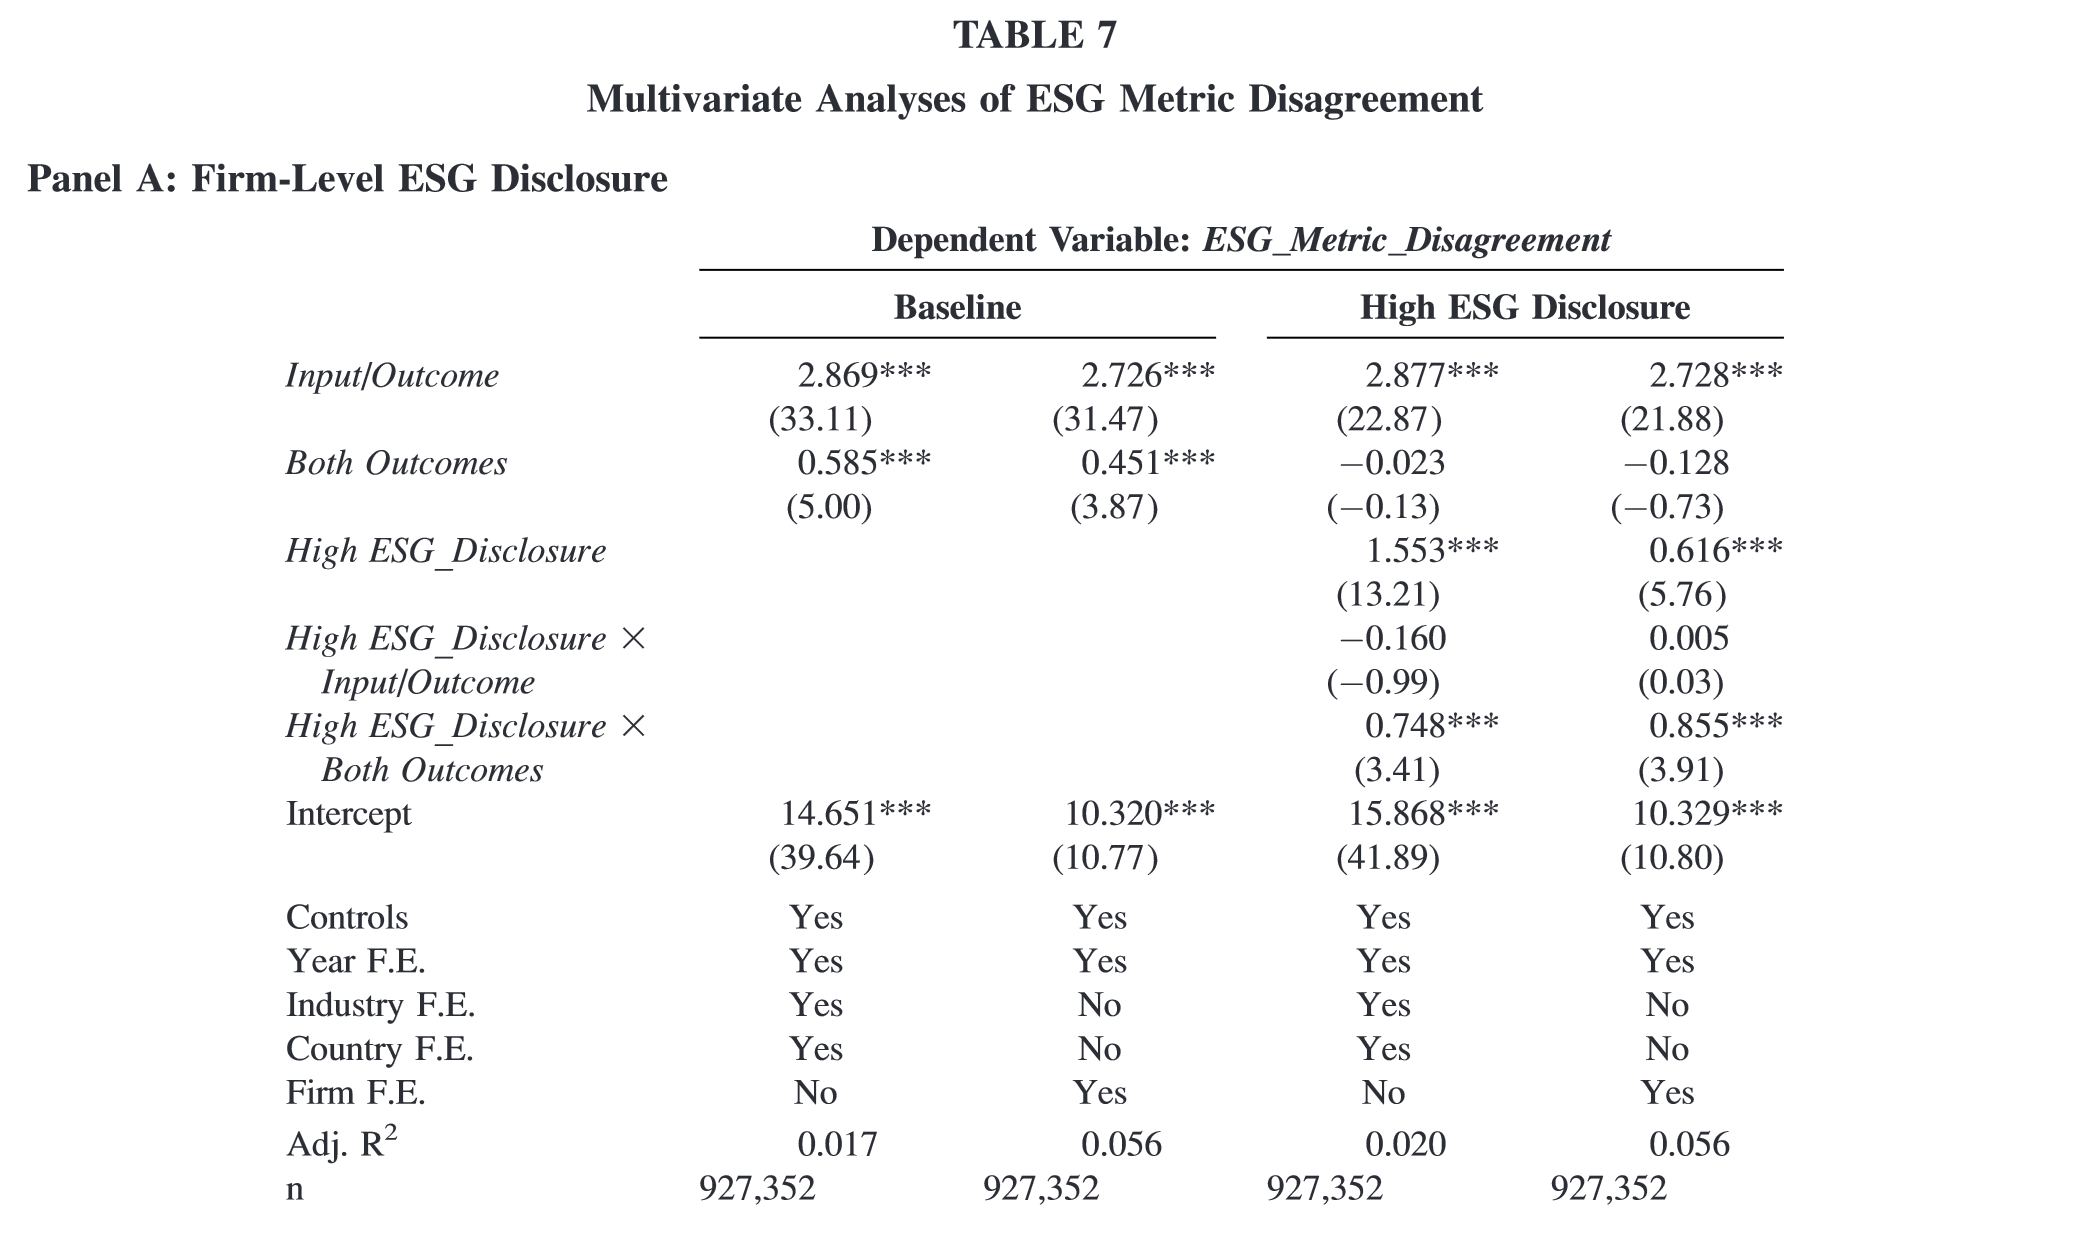 TABLE 7
Multivariate Analyses of ESG Metric Disagreement
Panel A: Firm-Level ESG Disclosure
Dependent Variable: ESG_Metric_Disagreement
Baseline High ESG Disclosure
Input/Outcome 2.869*** 2.726*** 2.877*** 2.728***
(33.11) (31.47) (22.87) (21.88)
Both Outcomes 0.585*** 0.451*** −0.023 −0.128
(5.00) (3.87) (−0.13) (−0.73)
High ESG_Disclosure 1.553*** 0.616***
(13.21) (5.76)
High ESG_Disclosure × −0.160 0.005
Input/Outcome (−0.99) (0.03)
High ESG_Disclosure × 0.748*** 0.855***
Both Outcomes (3.41) (3.91)
Intercept 14.651*** 10.320*** 15.868*** 10.329***
(39.64) (10.77) (41.89) (10.80)
Controls Yes Yes Yes Yes
Year F.E. Yes Yes Yes Yes
Industry F.E. Yes No Yes No
Country F.E. Yes No Yes No
Firm F.E. No Yes No Yes
Adj. R² 0.017 0.056 0.020 0.056
n 927,352 927,352 927,352 927,352